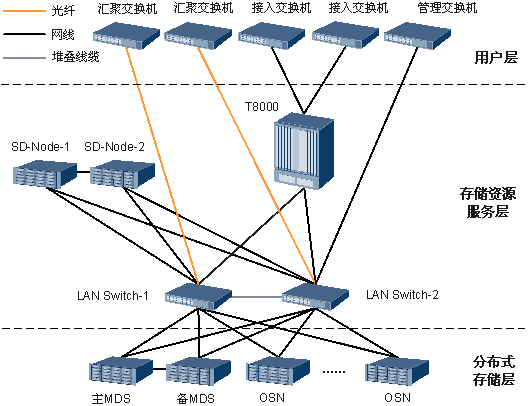 光纤
网线
堆叠线缆
汇聚交换机
汇聚交换机
接入交换机
接入交换机
管理交换机
用户层
T8000
SD-Node-1
SD-Node-2
存储资源
服务层
LAN Switch-1
LAN Switch-2
分布式
存储层
主MDS
备MDS
OSN
......
OSN